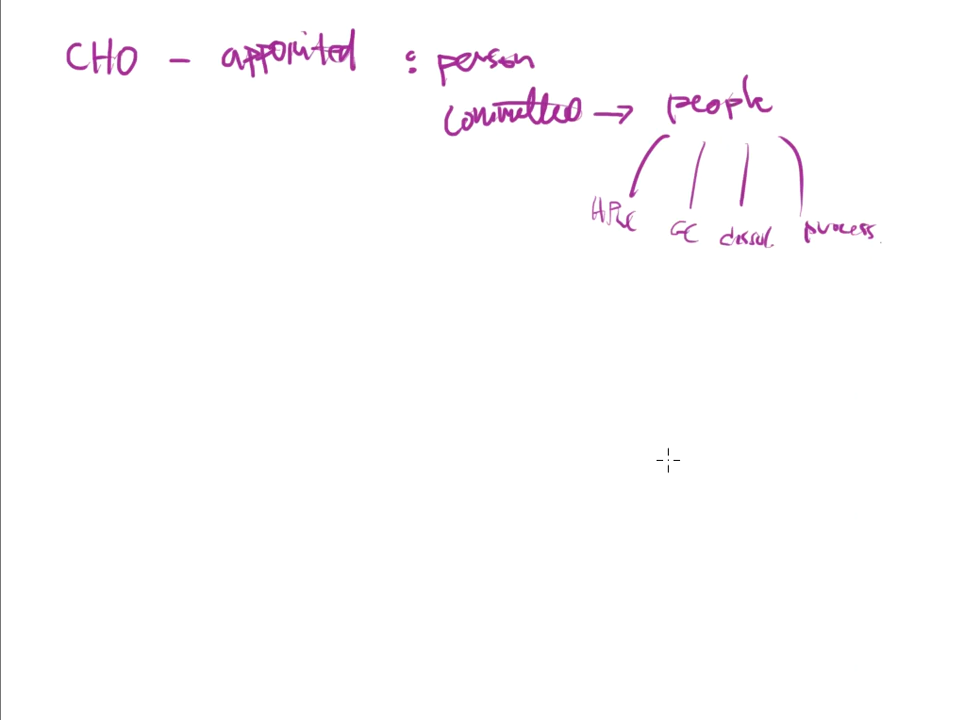 CHO - appointed : person
committee → people
HPLC GC dissol. process.